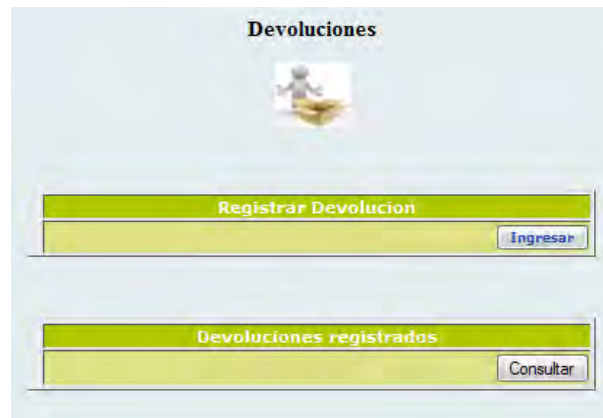 Devoluciones
Registrar Devolucion
Ingresar
Devoluciones registrados
Consultar